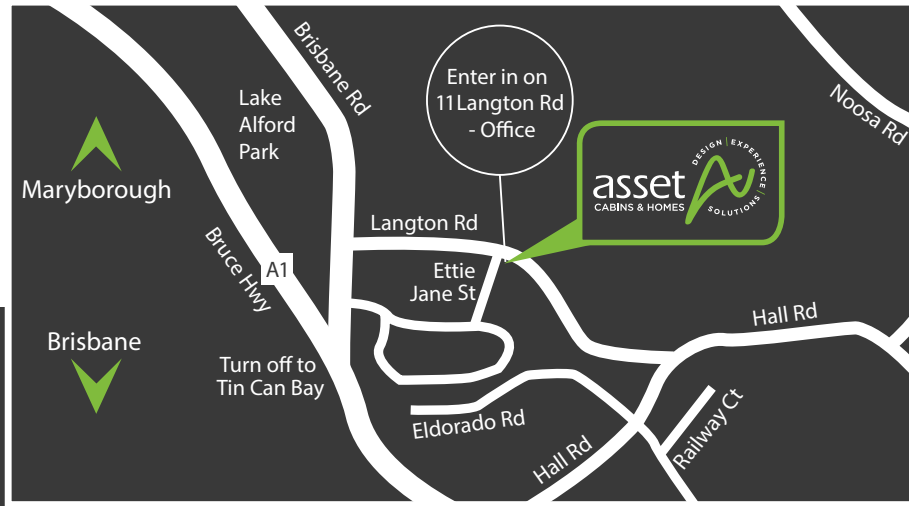 Brisbane Rd
Lake
Alford
Park
Enter in on
11Langton Rd
- Office
Noosa Rd
Maryborough
asset
CABINS & HOMES
DESIGN | EXPERIENCE / SOLUTIONS /
Langton Rd
Bruce Hwy
A1
Ettie
Jane St
Hall Rd
Brisbane
Turn off to
Tin Can Bay
Eldorado Rd
Hall Rd
Railway Ct